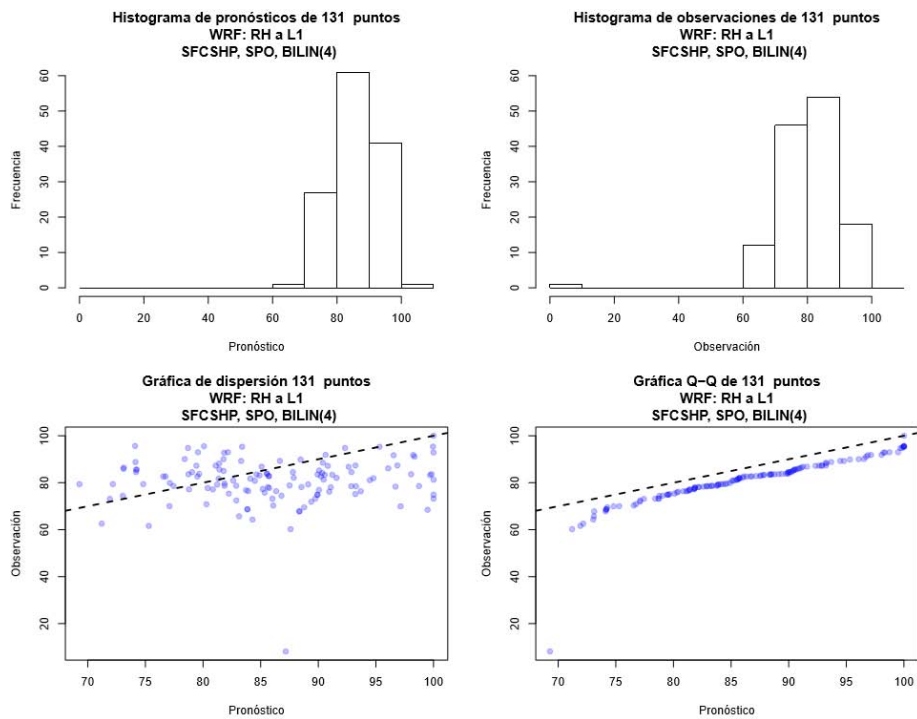 Histograma de pronósticos de 131 puntos
WRF: RH a L1
SFCSHP, SPO, BILIN(4)
Frecuencia
60
50
40
30
20
10
0
0 20 40 60 80 100
Pronóstico
Histograma de observaciones de 131 puntos
WRF: RH a L1
SFCSHP, SPO, BILIN(4)
Frecuencia
60
50
40
30
20
10
0
0 20 40 60 80 100
Observación
Gráfica de dispersión 131 puntos
WRF: RH a L1
SFCSHP, SPO, BILIN(4)
Observación
100
80
60
40
20
70 75 80 85 90 95 100
Pronóstico
Gráfica Q−Q de 131 puntos
WRF: RH a L1
SFCSHP, SPO, BILIN(4)
Observación
100
80
60
40
20
70 75 80 85 90 95 100
Pronóstico